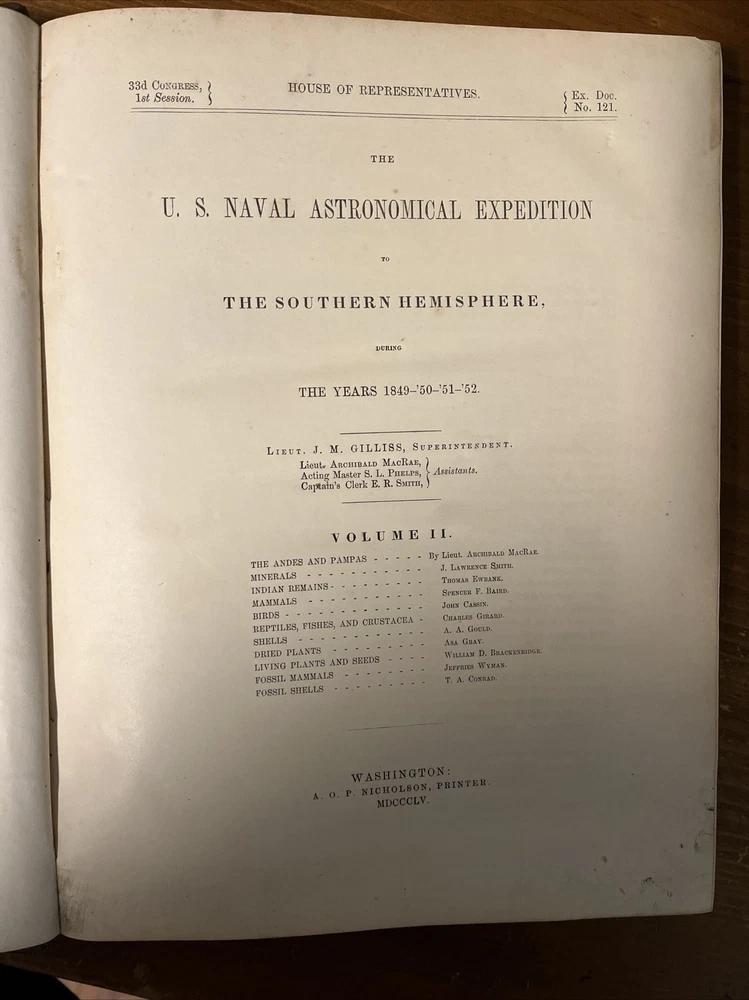 33d Congress, } HOUSE OF REPRESENTATIVES. { Ex. Doc.
1st Session. } { No. 121.
THE
U. S. NAVAL ASTRONOMICAL EXPEDITION
TO
THE SOUTHERN HEMISPHERE,
DURING
THE YEARS 1849-'50-'51-'52.
Lieut. J. M. GILLISS, Superintendent.
Lieut. Archibald MacRae,
Acting Master S. L. Phelps, } Assistants.
Captain's Clerk E. R. Smith,
VOLUME II.
THE ANDES AND PAMPAS - - - - - By Lieut. Archibald MacRae.
MINERALS - - - - - - - - - - - J. Lawrence Smith.
INDIAN REMAINS - - - - - - - - - Thomas Ewbank.
MAMMALS - - - - - - - - - - - Spencer F. Baird.
BIRDS - - - - - - - - - - - - - John Cassin.
REPTILES, FISHES, AND CRUSTACEA - Charles Girard.
SHELLS - - - - - - - - - - - - A. A. Gould.
DRIED PLANTS - - - - - - - - - Asa Gray.
LIVING PLANTS AND SEEDS - - - - William D. Brackenridge.
FOSSIL MAMMALS - - - - - - - - Jeffries Wyman.
FOSSIL SHELLS - - - - - - - - - T. A. Conrad.
WASHINGTON:
A. O. P. NICHOLSON, PRINTER.
MDCCCLV.